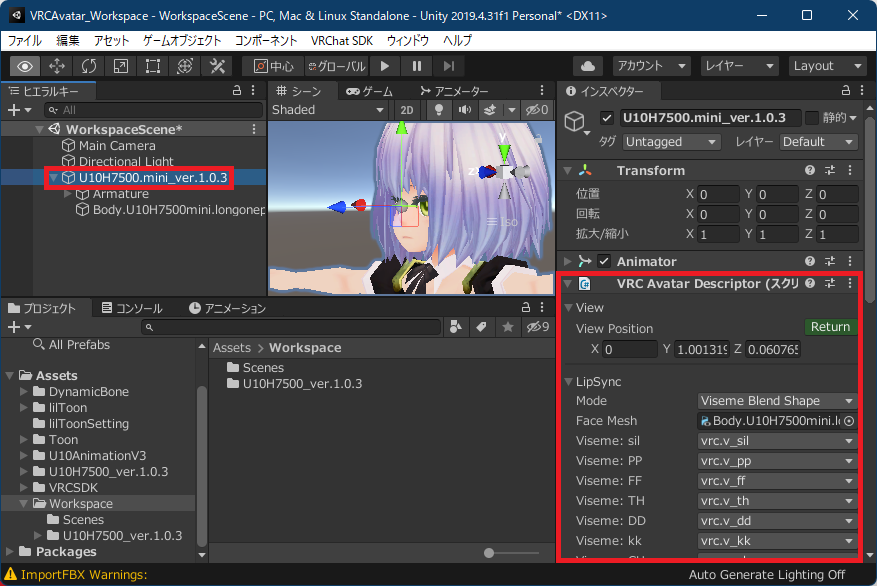 VRCAvatar_Workspace - WorkspaceScene - PC, Mac & Linux Standalone - Unity 2019.4.31f1 Personal* <DX11>
ファイル 編集 アセット ゲームオブジェクト コンポーネント VRChat SDK ウィンドウ ヘルプ
中心 グローバル アカウント レイヤー Layout
ヒエラルキー
All
WorkspaceScene*
Main Camera
Directional Light
U10H7500.mini_ver.1.0.3
Armature
Body.U10H7500mini.longonep
シーン ゲーム アニメーター
Shaded 2D 0
y
z
Iso
インスペクター
U10H7500.mini_ver.1.0.3 静的
タグ Untagged レイヤー Default
Transform
位置 X 0 Y 0 Z 0
回転 X 0 Y 0 Z 0
拡大/縮小 X 1 Y 1 Z 1
Animator
VRC Avatar Descriptor (スクリ
View
View Position Return
X 0 Y 1.001319 Z 0.060765
LipSync
Mode Viseme Blend Shape
Face Mesh Body.U10H7500mini.lo
Viseme: sil vrc.v_sil
Viseme: PP vrc.v_pp
Viseme: FF vrc.v_ff
Viseme: TH vrc.v_th
Viseme: DD vrc.v_dd
Viseme: kk vrc.v_kk
プロジェクト コンソール アニメーション
9
All Prefabs
Assets
DynamicBone
lilToon
lilToonSetting
Toon
U10AnimationV3
U10H7500_ver.1.0.3
VRCSDK
Workspace
Scenes
U10H7500_ver.1.0.3
Packages
Assets > Workspace
Scenes
U10H7500_ver.1.0.3
ImportFBX Warnings:
Auto Generate Lighting Off